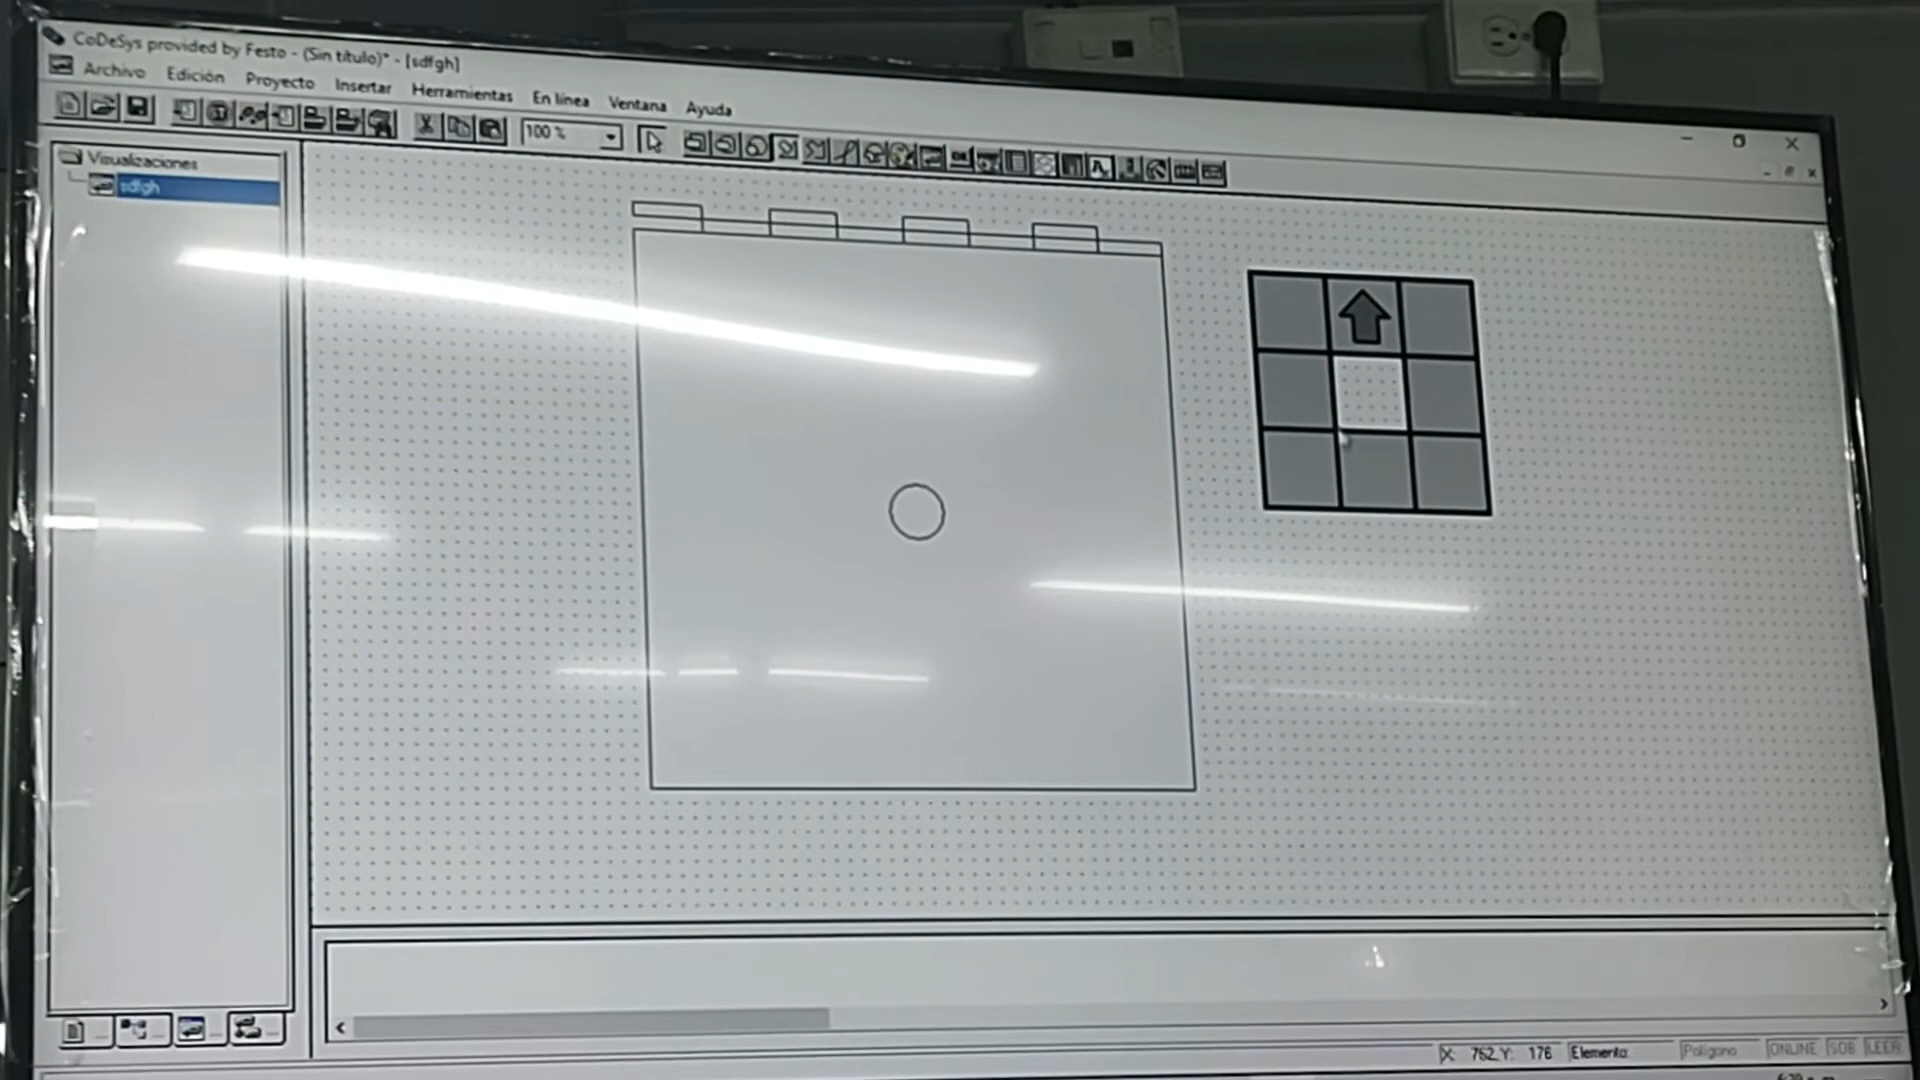 CoDeSys provided by Festo - (Sin título)* - [sdfgh]
Archivo Edición Proyecto Insertar Herramientas En línea Ventana Ayuda
100 %
Visualizaciones
sdfgh
X: 762, Y: 176 Elemento: Polígono ONLINE SOB LEER